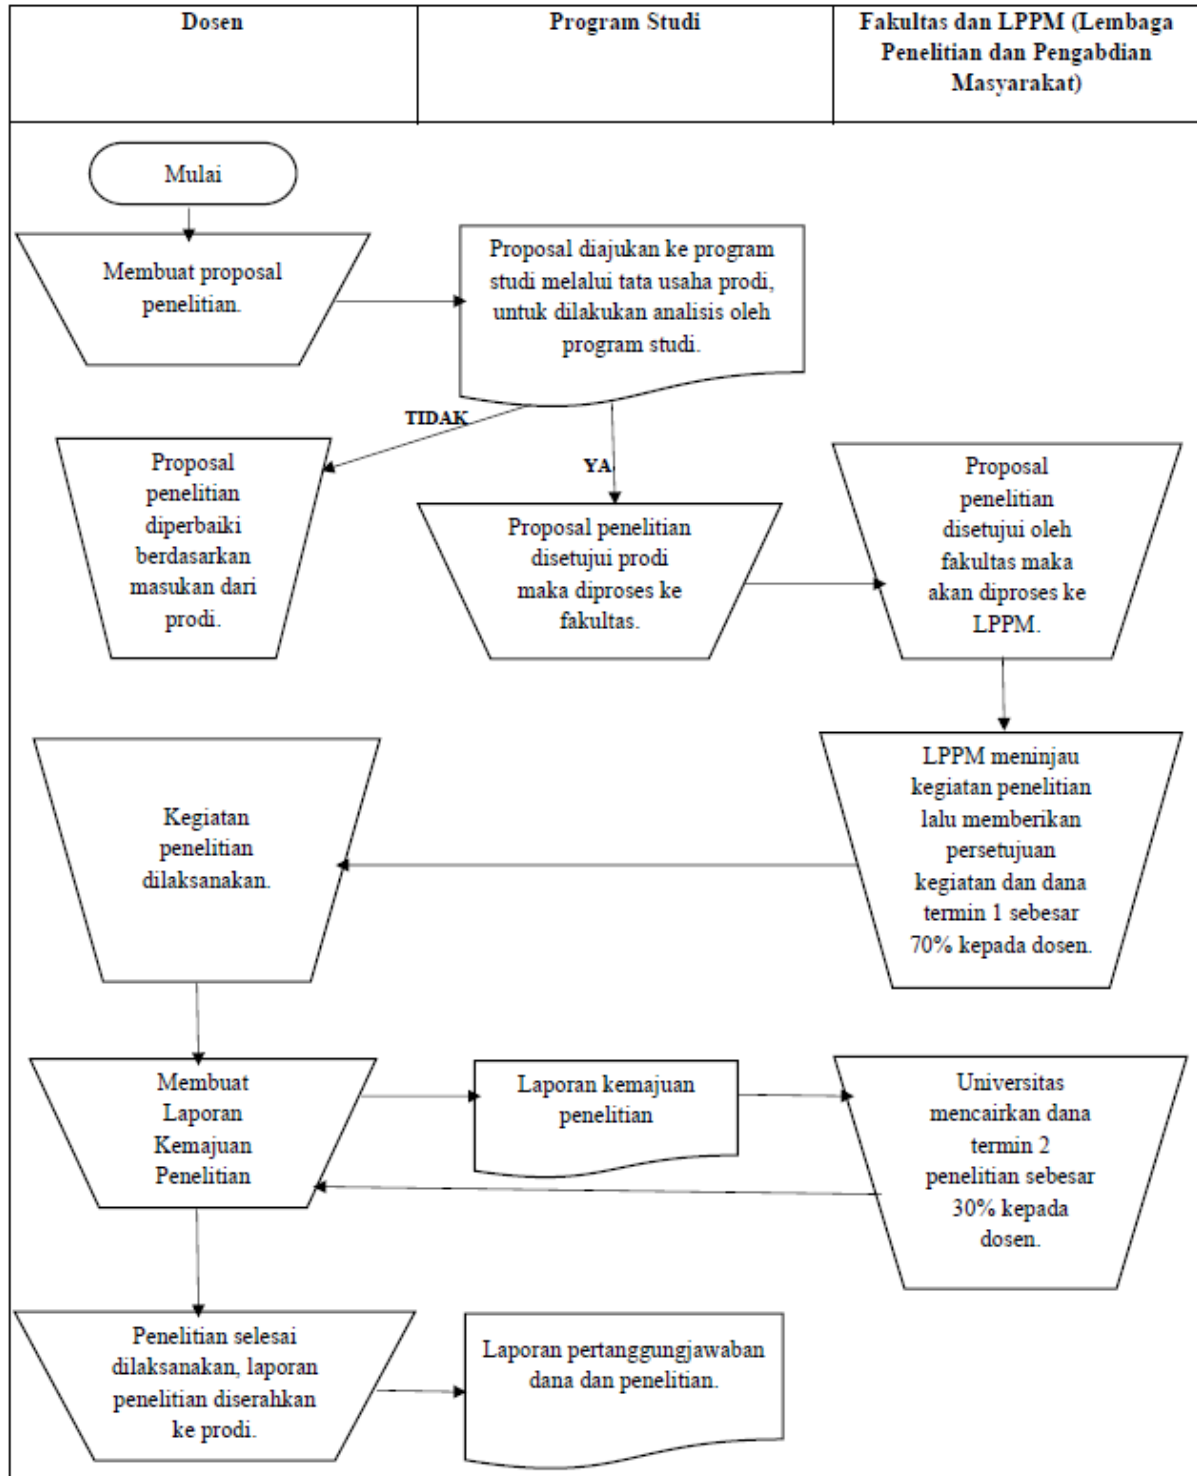 Dosen
Program Studi
Fakultas dan LPPM (Lembaga
Penelitian dan Pengabdian
Masyarakat)
Mulai
Membuat proposal
penelitian.
Proposal diajukan ke program
studi melalui tata usaha prodi,
untuk dilakukan analisis oleh
program studi.
TIDAK
YA
Proposal
penelitian
diperbaiki
berdasarkan
masukan dari
prodi.
Proposal penelitian
disetujui prodi
maka diproses ke
fakultas.
Proposal
penelitian
disetujui oleh
fakultas maka
akan diproses ke
LPPM.
LPPM meninjau
kegiatan penelitian
lalu memberikan
persetujuan
kegiatan dan dana
termin 1 sebesar
70% kepada dosen.
Kegiatan
penelitian
dilaksanakan.
Membuat
Laporan
Kemajuan
Penelitian
Laporan kemajuan
penelitian
Universitas
mencairkan dana
termin 2
penelitian sebesar
30% kepada
dosen.
Penelitian selesai
dilaksanakan, laporan
penelitian diserahkan
ke prodi.
Laporan pertanggungjawaban
dana dan penelitian.